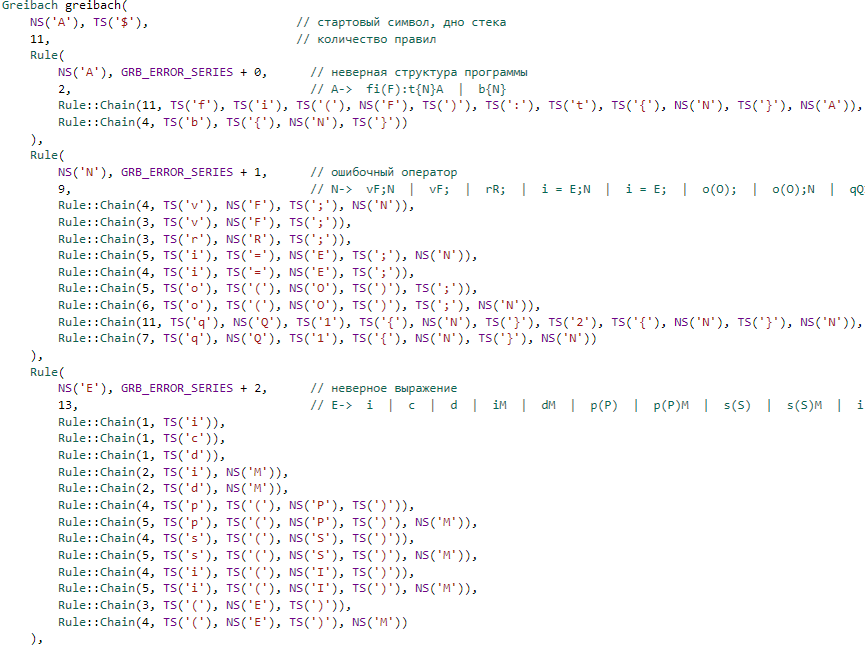 Greibach greibach(
    NS('A'), TS('$'),                     // стартовый символ, дно стека
    11,                                   // количество правил
    Rule(
        NS('A'), GRB_ERROR_SERIES + 0,      // неверная структура программы
        2,                                  // A->  fi(F):t{N}A  |  b{N}
        Rule::Chain(11, TS('f'), TS('i'), TS('('), NS('F'), TS(')'), TS(':'), TS('t'), TS('{'), NS('N'), TS('}'), NS('A')),
        Rule::Chain(4, TS('b'), TS('{'), NS('N'), TS('}'))
    ),
    Rule(
        NS('N'), GRB_ERROR_SERIES + 1,      // ошибочный оператор
        9,                                  // N->  vF;N  |  vF;  |  rR;  |  i = E;N  |  i = E;  |  o(O);  |  o(O);N  |  qQ
        Rule::Chain(4, TS('v'), NS('F'), TS(';'), NS('N')),
        Rule::Chain(3, TS('v'), NS('F'), TS(';')),
        Rule::Chain(3, TS('r'), NS('R'), TS(';')),
        Rule::Chain(5, TS('i'), TS('='), NS('E'), TS(';'), NS('N')),
        Rule::Chain(4, TS('i'), TS('='), NS('E'), TS(';')),
        Rule::Chain(5, TS('o'), TS('('), NS('O'), TS(')'), TS(';')),
        Rule::Chain(6, TS('o'), TS('('), NS('O'), TS(')'), TS(';'), NS('N')),
        Rule::Chain(11, TS('q'), NS('Q'), TS('1'), TS('{'), NS('N'), TS('}'), TS('2'), TS('{'), NS('N'), TS('}'), NS('N')),
        Rule::Chain(7, TS('q'), NS('Q'), TS('1'), TS('{'), NS('N'), TS('}'), NS('N'))
    ),
    Rule(
        NS('E'), GRB_ERROR_SERIES + 2,      // неверное выражение
        13,                                 // E->  i  |  c  |  d  |  iM  |  dM  |  p(P)  |  p(P)M  |  s(S)  |  s(S)M  |  i
        Rule::Chain(1, TS('i')),
        Rule::Chain(1, TS('c')),
        Rule::Chain(1, TS('d')),
        Rule::Chain(2, TS('i'), NS('M')),
        Rule::Chain(2, TS('d'), NS('M')),
        Rule::Chain(4, TS('p'), TS('('), NS('P'), TS(')')),
        Rule::Chain(5, TS('p'), TS('('), NS('P'), TS(')'), NS('M')),
        Rule::Chain(4, TS('s'), TS('('), NS('S'), TS(')')),
        Rule::Chain(5, TS('s'), TS('('), NS('S'), TS(')'), NS('M')),
        Rule::Chain(4, TS('i'), TS('('), NS('I'), TS(')')),
        Rule::Chain(5, TS('i'), TS('('), NS('I'), TS(')'), NS('M')),
        Rule::Chain(3, TS('('), NS('E'), TS(')')),
        Rule::Chain(4, TS('('), NS('E'), TS(')'), NS('M'))
    ),